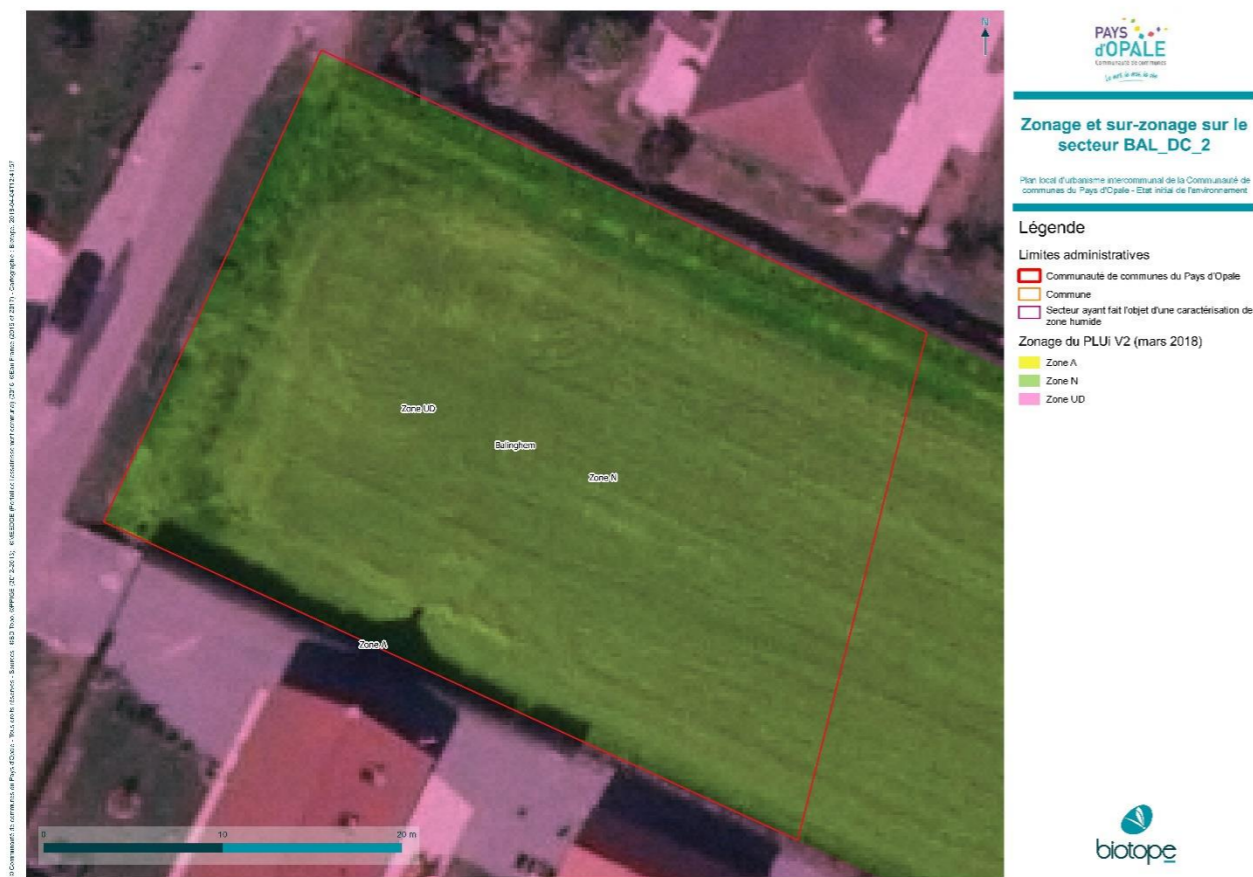 N
Zone UD
Balinghem
Zone N
Zone A
0
10
20 m
PAYS
d'OPALE
Communauté de communes
Zonage et sur-zonage sur le
secteur BAL_DC_2
Plan local d'urbanisme intercommunal de la Communauté de
communes du Pays d'Opale - Etat initial de l'environnement
Légende
Limites administratives
Communauté de communes du Pays d'Opale
Commune
Secteur ayant fait l'objet d'une caractérisation de
zone humide
Zonage du PLUi V2 (mars 2018)
Zone A
Zone N
Zone UD
biotope